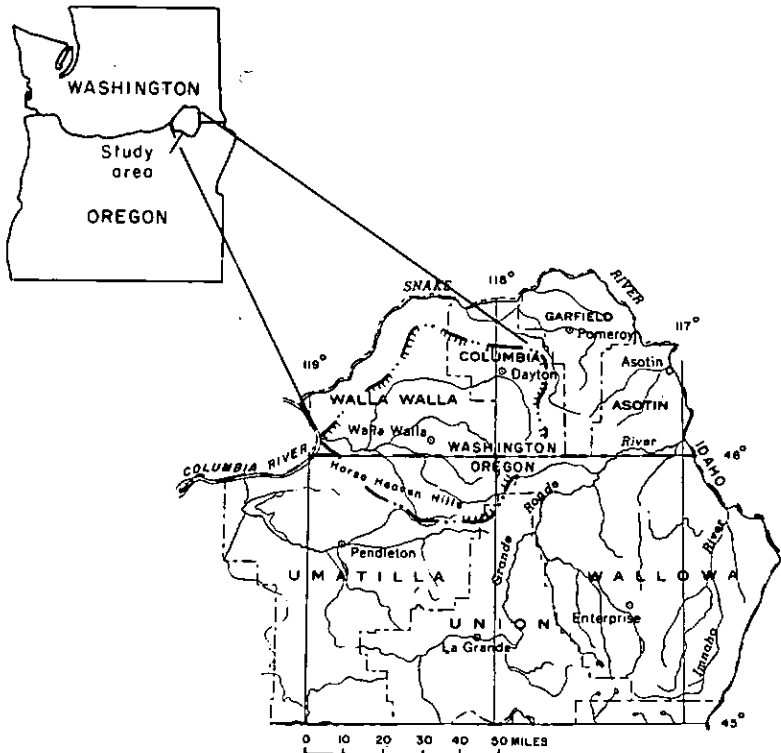 WASHINGTON
Study
area
OREGON
118°
SNAKE
RIVER
GARFIELD
Pomeroy
117°
119°
COLUMBIA
Asotin
Dayton
ASOTIN
WALLA WALLA
Walla Walla
WASHINGTON
River
OREGON
46°
IDAHO
COLUMBIA RIVER
Horse Heaven Hills
Ronde
Grande
River
Pendleton
UMATILLA
WALLOWA
UNION
Enterprise
La Grande
Imnaha
45°
0 10 20 30 40 50 MILES